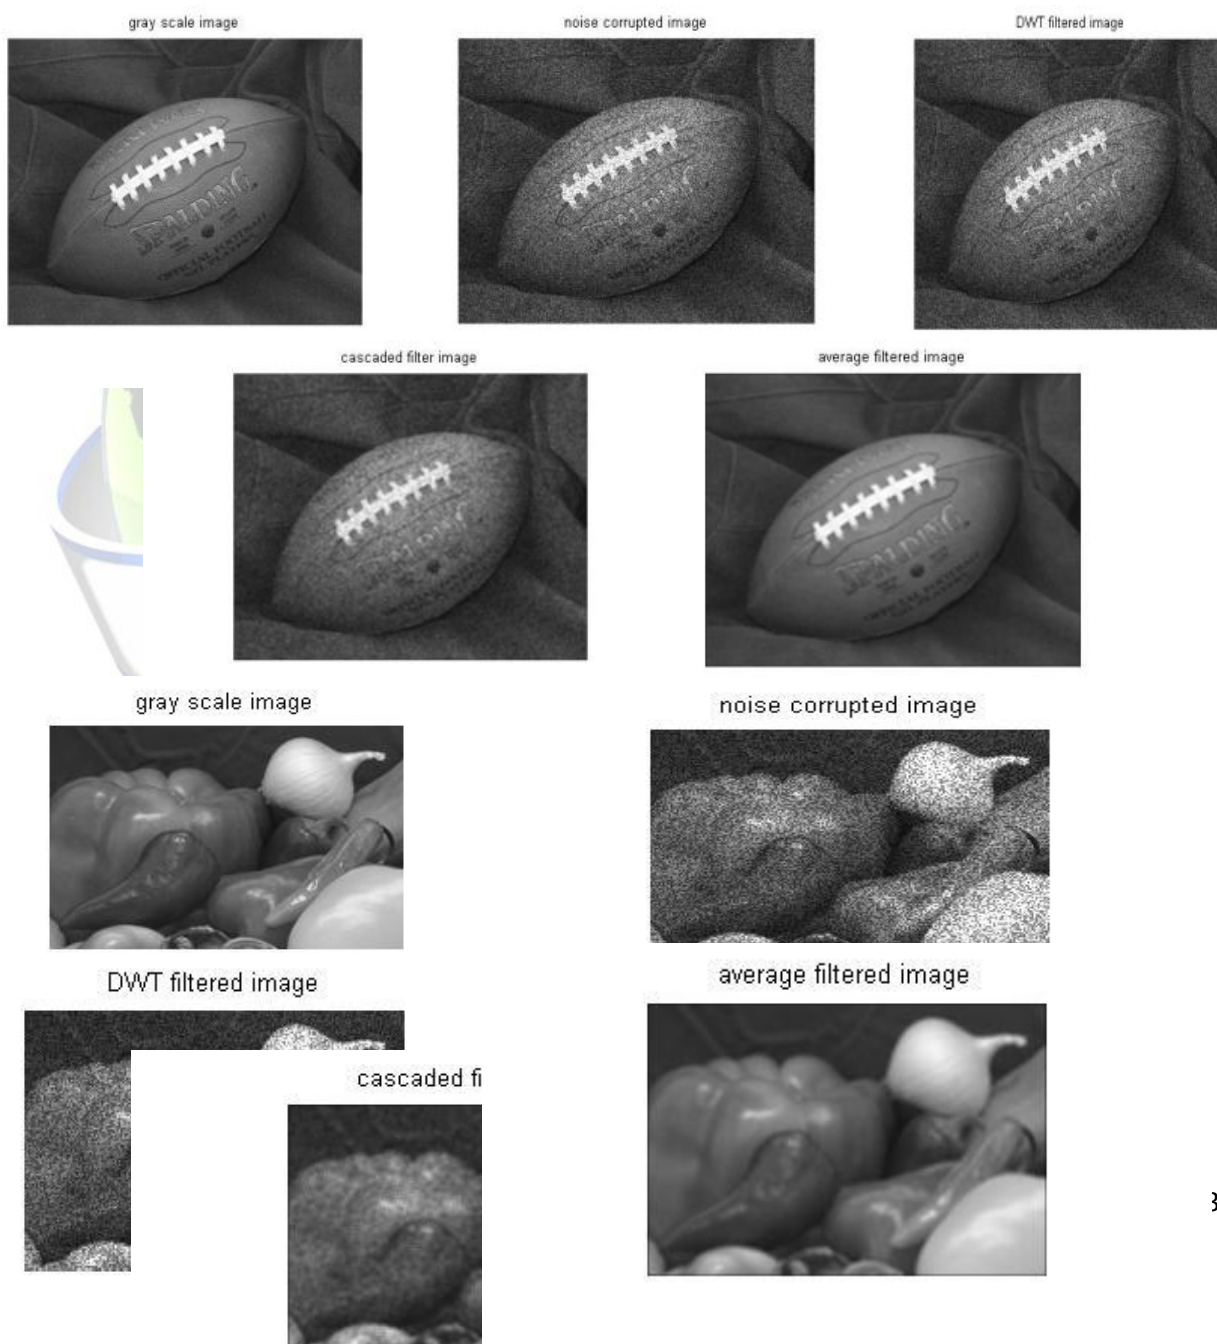 gray scale image
noise corrupted image
DWT filtered image
SPALDING
cascaded filter image
average filtered image
SPALDING
gray scale image
noise corrupted image
DWT filtered image
average filtered image
cascaded fi